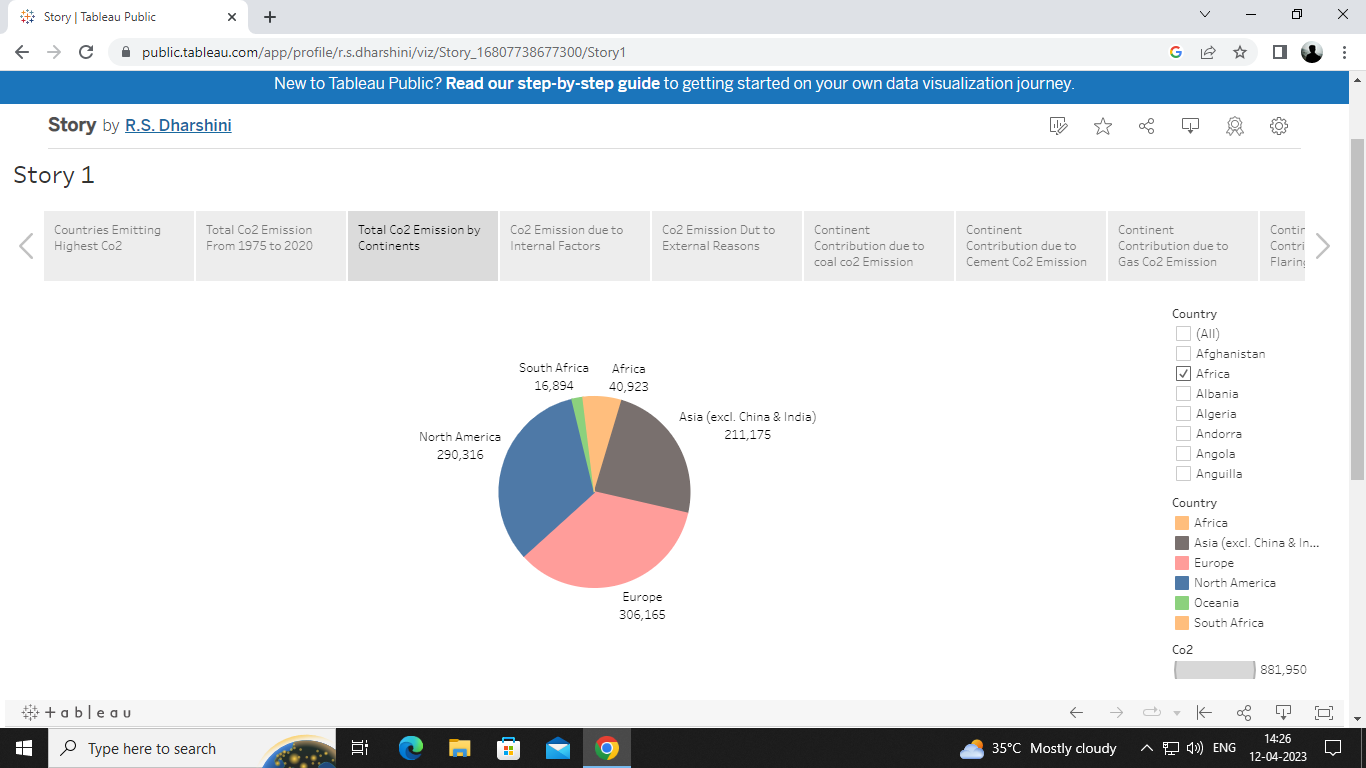 Story | Tableau Public
public.tableau.com/app/profile/r.s.dharshini/viz/Story_16807738677300/Story1
New to Tableau Public? Read our step-by-step guide to getting started on your own data visualization journey.
Story by R.S. Dharshini
Story 1
Countries Emitting
Highest Co2
Total Co2 Emission
From 1975 to 2020
Total Co2 Emission by
Continents
Co2 Emission due to
Internal Factors
Co2 Emission Dut to
External Reasons
Continent
Contribution due to
coal co2 Emission
Continent
Contribution due to
Cement Co2 Emission
Continent
Contribution due to
Gas Co2 Emission
Contin
Contri
Flaring
South Africa
16,894
Africa
40,923
Asia (excl. China & India)
211,175
North America
290,316
Europe
306,165
Country
(All)
Afghanistan
Africa
Albania
Algeria
Andorra
Angola
Anguilla
Country
Africa
Asia (excl. China & In...
Europe
North America
Oceania
South Africa
Co2
881,950
+ a b | e a u
Type here to search
35°C Mostly cloudy
ENG
14:26
12-04-2023